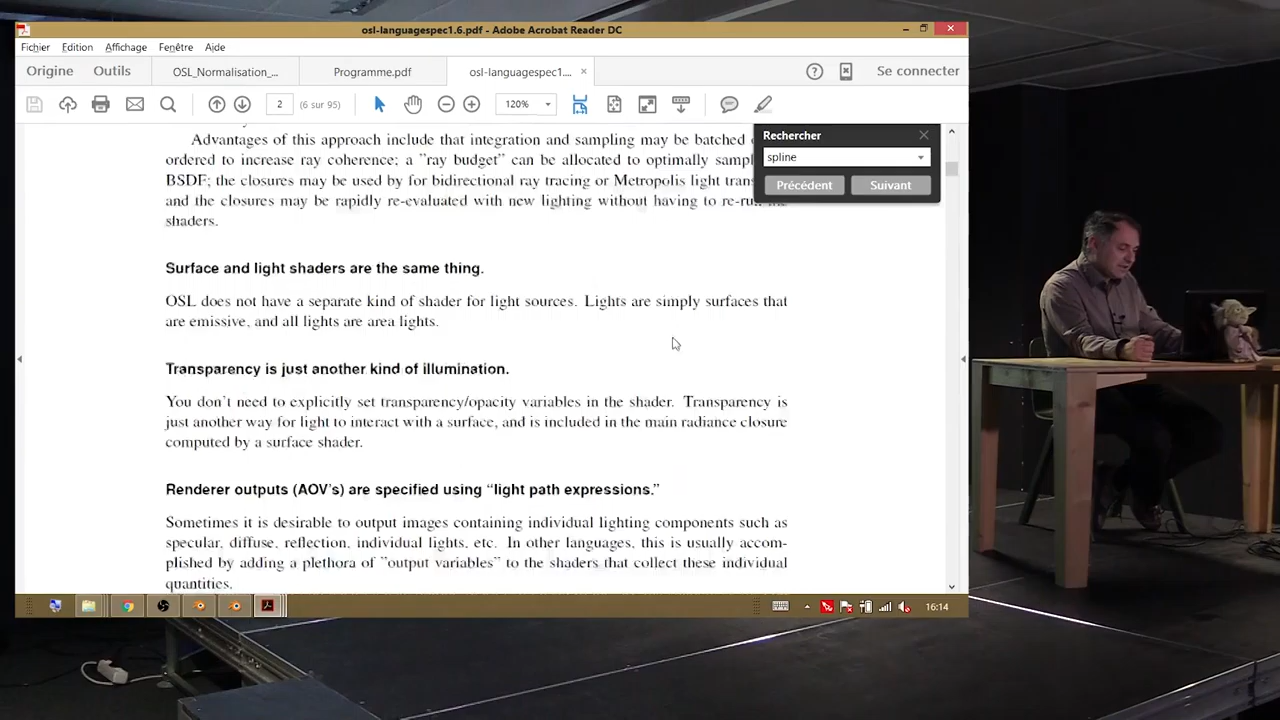 osl-languagespec1.6.pdf - Adobe Acrobat Reader DC
Fichier Edition Affichage Fenêtre Aide
Origine Outils OSL_Normalisation_... Programme.pdf osl-languagespec1....
Se connecter
2 (6 sur 95) 120%
Rechercher
spline
Précédent Suivant
Advantages of this approach include that integration and sampling may be batched
ordered to increase ray coherence; a "ray budget" can be allocated to optimally
BSDF; the closures may be used by for bidirectional ray tracing or Metropolis light
and the closures may be rapidly re-evaluated with new lighting without having to
shaders.
Surface and light shaders are the same thing.
OSL does not have a separate kind of shader for light sources. Lights are simply surfaces that
are emissive, and all lights are area lights.
Transparency is just another kind of illumination.
You don't need to explicitly set transparency/opacity variables in the shader. Transparency is
just another way for light to interact with a surface, and is included in the main radiance closure
computed by a surface shader.
Renderer outputs (AOV's) are specified using “light path expressions.”
Sometimes it is desirable to output images containing individual lighting components such as
specular, diffuse, reflection, individual lights, etc. In other languages, this is usually accom-
plished by adding a plethora of "output variables" to the shaders that collect these individual
quantities.
16:14